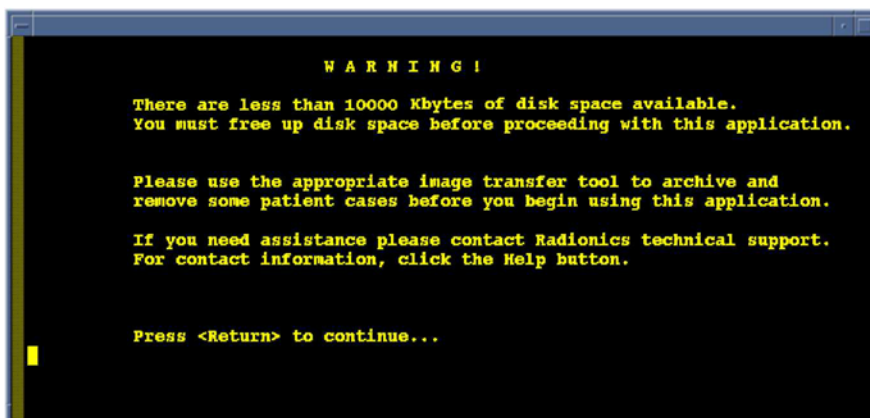 W A R N I N G !
There are less than 10000 Kbytes of disk space available.
You must free up disk space before proceeding with this application.
Please use the appropriate image transfer tool to archive and
remove some patient cases before you begin using this application.
If you need assistance please contact Radionics technical support.
For contact information, click the Help button.
Press <Return> to continue...